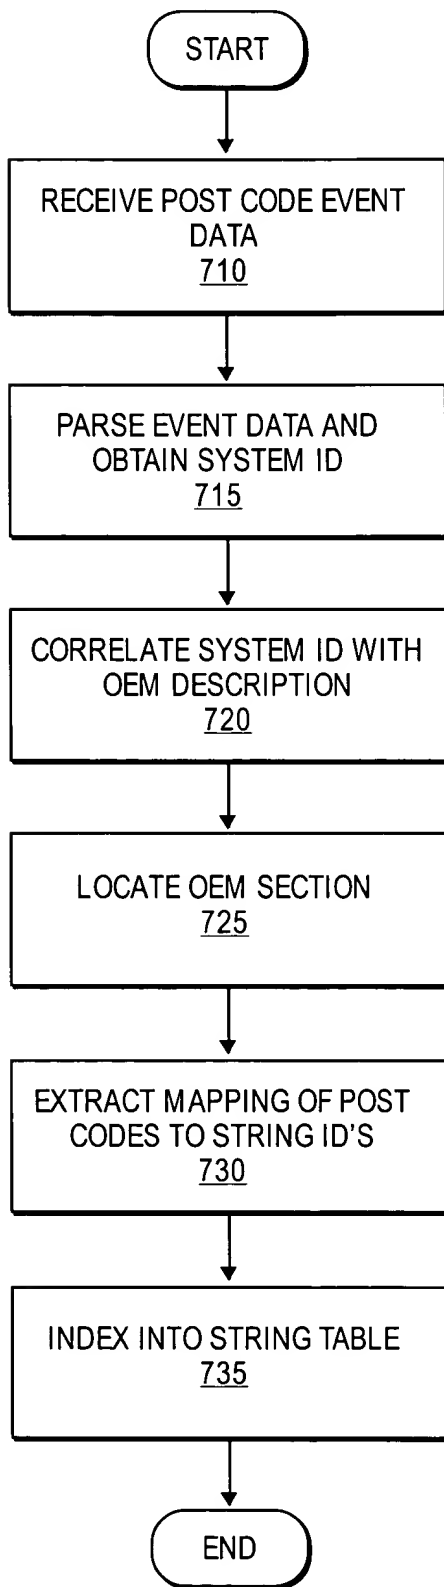 START
RECEIVE POST CODE EVENT
DATA
710
PARSE EVENT DATA AND
OBTAIN SYSTEM ID
715
CORRELATE SYSTEM ID WITH
OEM DESCRIPTION
720
LOCATE OEM SECTION
725
EXTRACT MAPPING OF POST
CODES TO STRING ID'S
730
INDEX INTO STRING TABLE
735
END